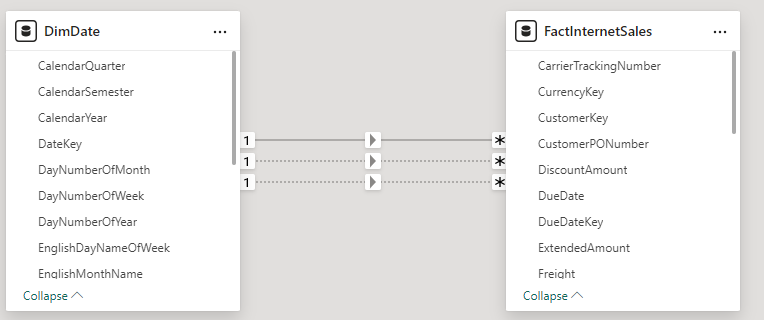 DimDate ...
CalendarQuarter
CalendarSemester
CalendarYear
DateKey
DayNumberOfMonth
DayNumberOfWeek
DayNumberOfYear
EnglishDayNameOfWeek
EnglishMonthName
Collapse
1 *
1 *
1 *
FactInternetSales ...
CarrierTrackingNumber
CurrencyKey
CustomerKey
CustomerPONumber
DiscountAmount
DueDate
DueDateKey
ExtendedAmount
Freight
Collapse